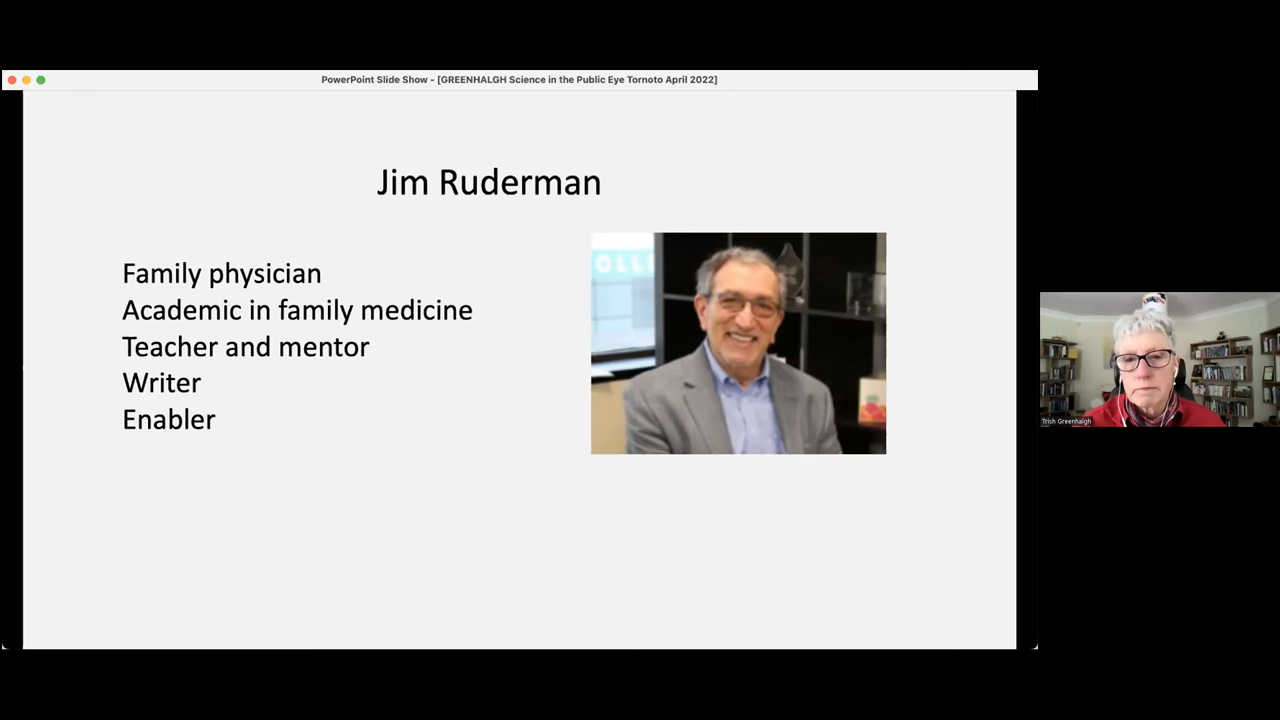 PowerPoint Slide Show - [GREENHALGH Science in the Public Eye Tornoto April 2022]
Jim Ruderman
Family physician
Academic in family medicine
Teacher and mentor
Writer
Enabler
OLLE
Trish Greenhalgh